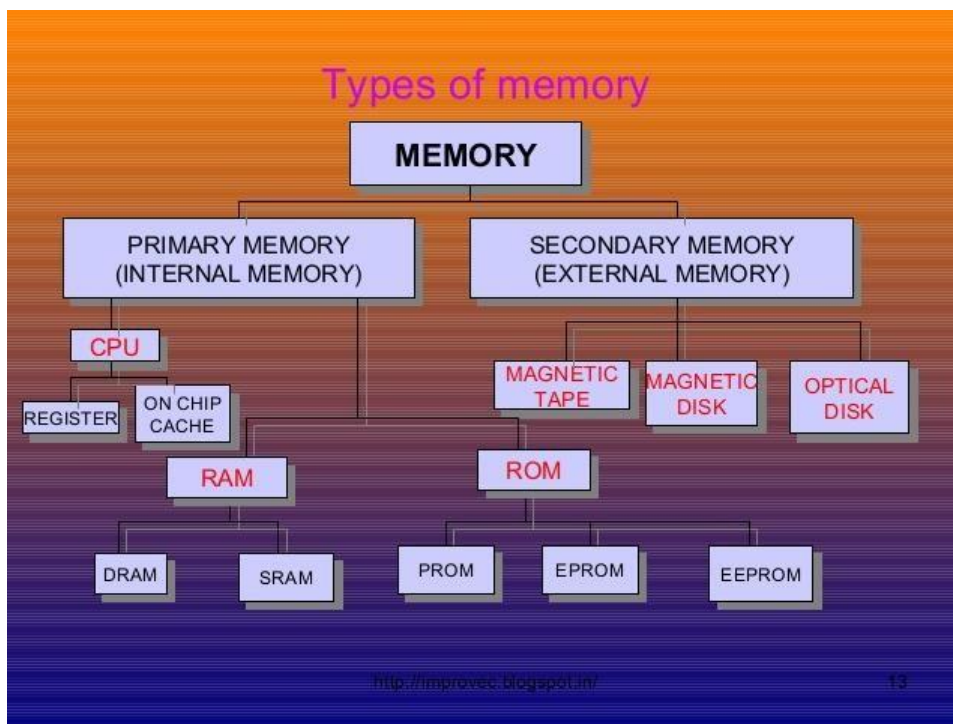 Types of memory
MEMORY
PRIMARY MEMORY
(INTERNAL MEMORY)
SECONDARY MEMORY
(EXTERNAL MEMORY)
CPU
REGISTER
ON CHIP
CACHE
MAGNETIC
TAPE
MAGNETIC
DISK
OPTICAL
DISK
RAM
ROM
DRAM
SRAM
PROM
EPROM
EEPROM
http://improvec.blogspot.in/
13